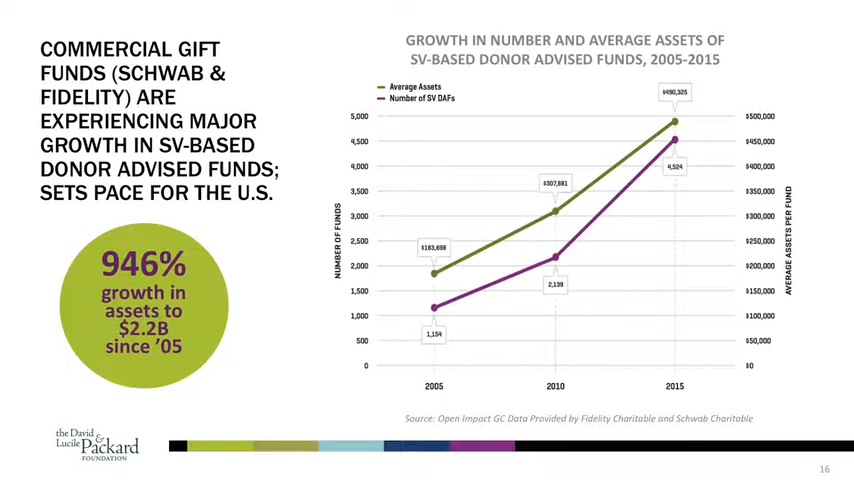 COMMERCIAL GIFT
FUNDS (SCHWAB &
FIDELITY) ARE
EXPERIENCING MAJOR
GROWTH IN SV-BASED
DONOR ADVISED FUNDS;
SETS PACE FOR THE U.S.
946%
growth in
assets to
$2.2B
since ’05
GROWTH IN NUMBER AND AVERAGE ASSETS OF
SV-BASED DONOR ADVISED FUNDS, 2005-2015
Average Assets
Number of SV DAFs
NUMBER OF FUNDS
5,000
4,500
4,000
3,500
3,000
2,500
2,000
1,500
1,000
500
0
$183,698
$307,681
$490,325
1,154
2,139
4,524
$500,000
$450,000
$400,000
$350,000
$300,000
$250,000
$200,000
$150,000
$100,000
$50,000
$0
AVERAGE ASSETS PER FUND
2005
2010
2015
Source: Open Impact GC Data Provided by Fidelity Charitable and Schwab Charitable
the David &
Lucile Packard
FOUNDATION
16